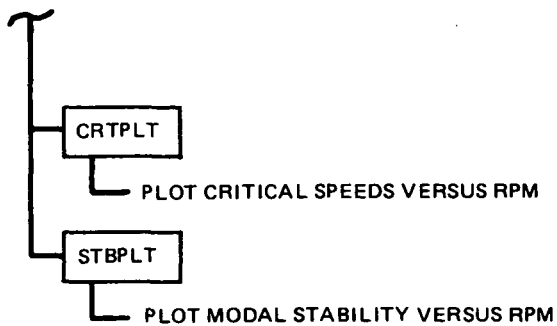 CRTPLT
PLOT CRITICAL SPEEDS VERSUS RPM
STBPLT
PLOT MODAL STABILITY VERSUS RPM